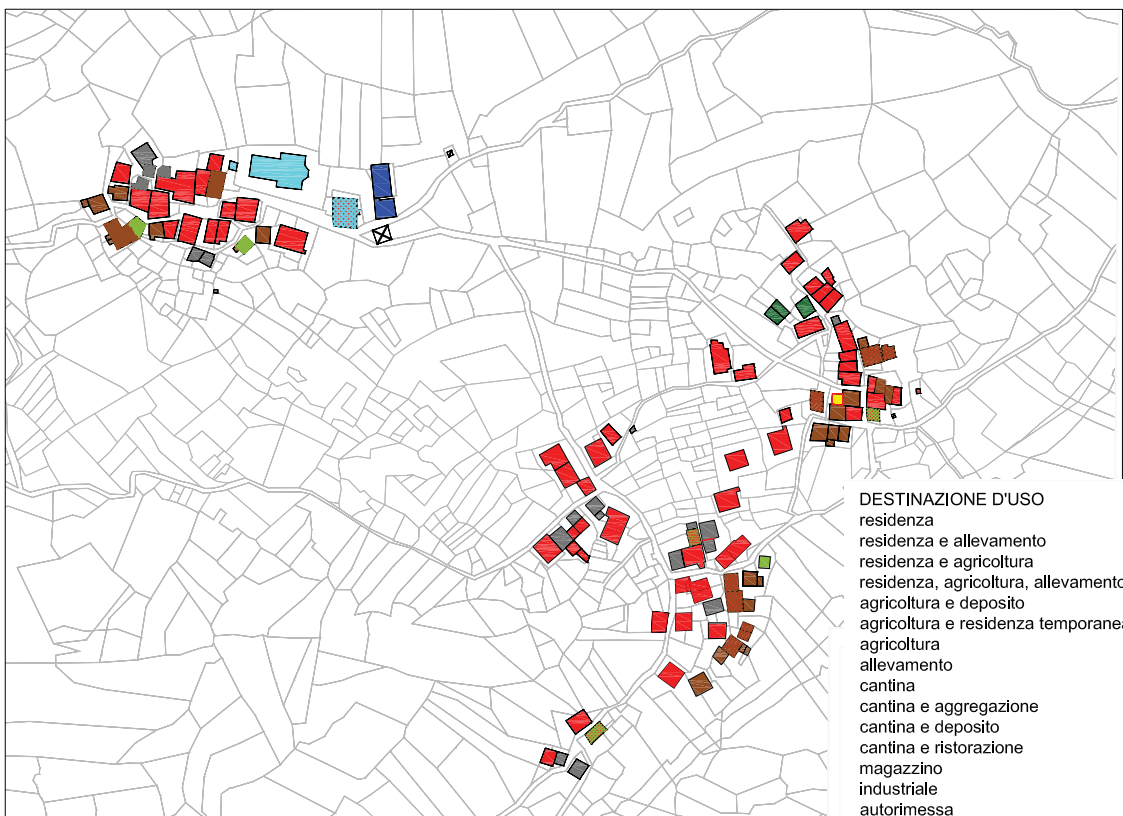 DESTINAZIONE D'USO
residenza
residenza e allevamento
residenza e agricoltura
residenza, agricoltura, allevamento
agricoltura e deposito
agricoltura e residenza temporanea
agricoltura
allevamento
cantina
cantina e aggregazione
cantina e deposito
cantina e ristorazione
magazzino
industriale
autorimessa